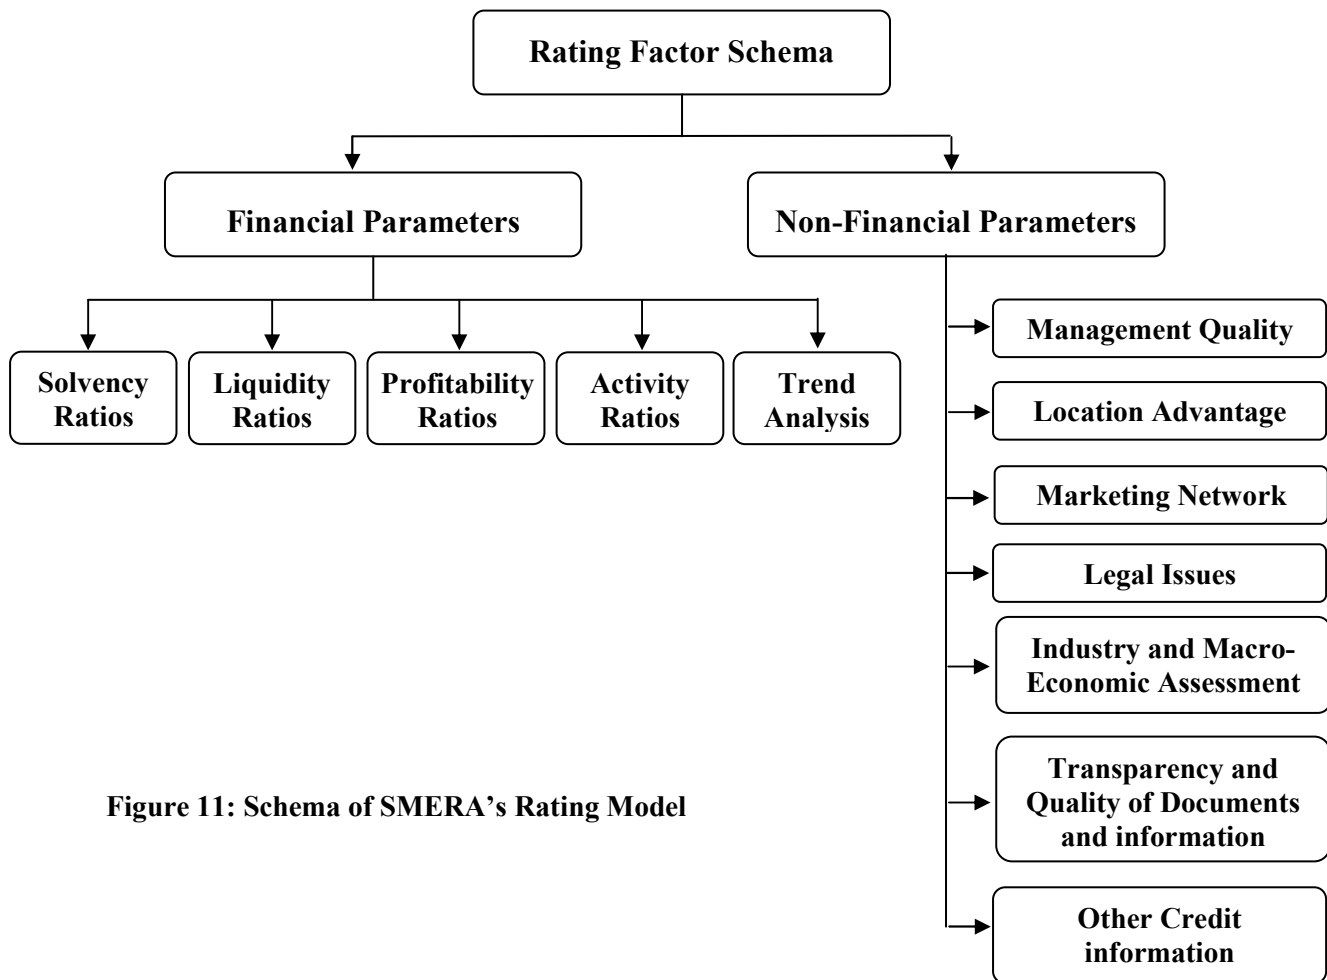 Rating Factor Schema
Financial Parameters
Non-Financial Parameters
Solvency
Ratios
Liquidity
Ratios
Profitability
Ratios
Activity
Ratios
Trend
Analysis
Management Quality
Location Advantage
Marketing Network
Legal Issues
Industry and Macro-
Economic Assessment
Transparency and
Quality of Documents
and information
Other Credit
information
Figure 11: Schema of SMERA’s Rating Model